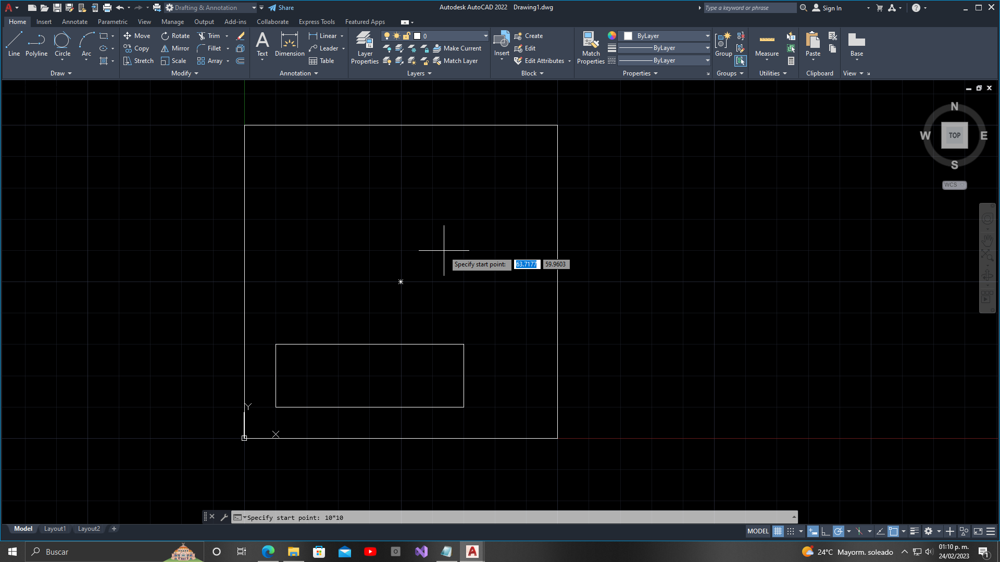 Drafting & Annotation
Share
Autodesk AutoCAD 2022 Drawing1.dwg
Type a keyword or phrase
Sign In
Home Insert Annotate Parametric View Manage Output Add-ins Collaborate Express Tools Featured Apps
Line
Polyline
Circle
Arc
Draw
Move
Rotate
Trim
Copy
Mirror
Fillet
Stretch
Scale
Array
Modify
Text
Dimension
Linear
Leader
Table
Annotation
Layer
Properties
0
Make Current
Match Layer
Layers
Insert
Create
Edit
Edit Attributes
Block
Match
Properties
ByLayer
ByLayer
ByLayer
Properties
Group
Groups
Measure
Utilities
Paste
Clipboard
Base
View
N
W
TOP
E
S
WCS
Specify start point: 63.7177 59.9603
Y
X
Specify start point: 10*10
Model Layout1 Layout2 +
MODEL
Buscar
24°C Mayorm. soleado
01:10 p. m.
24/02/2023
1